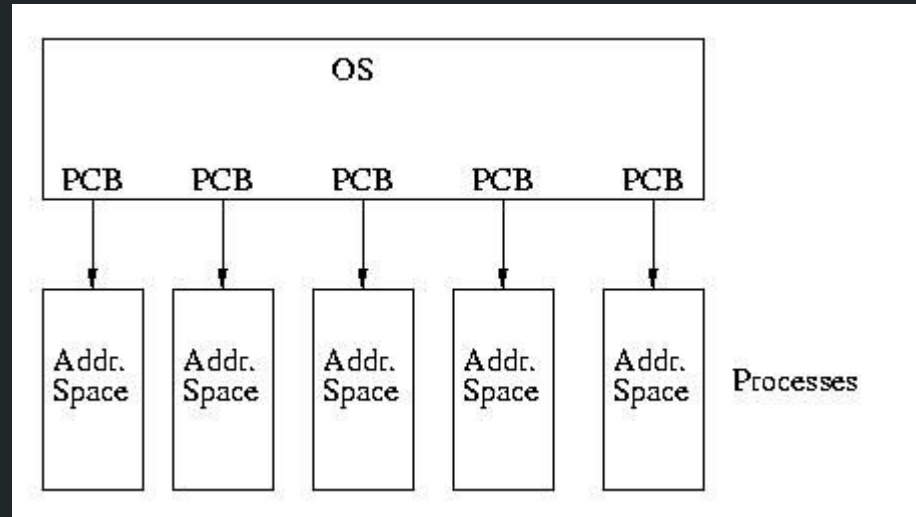 OS
PCB PCB PCB PCB PCB
Addr. Addr. Addr. Addr. Addr.
Space Space Space Space Space
Processes